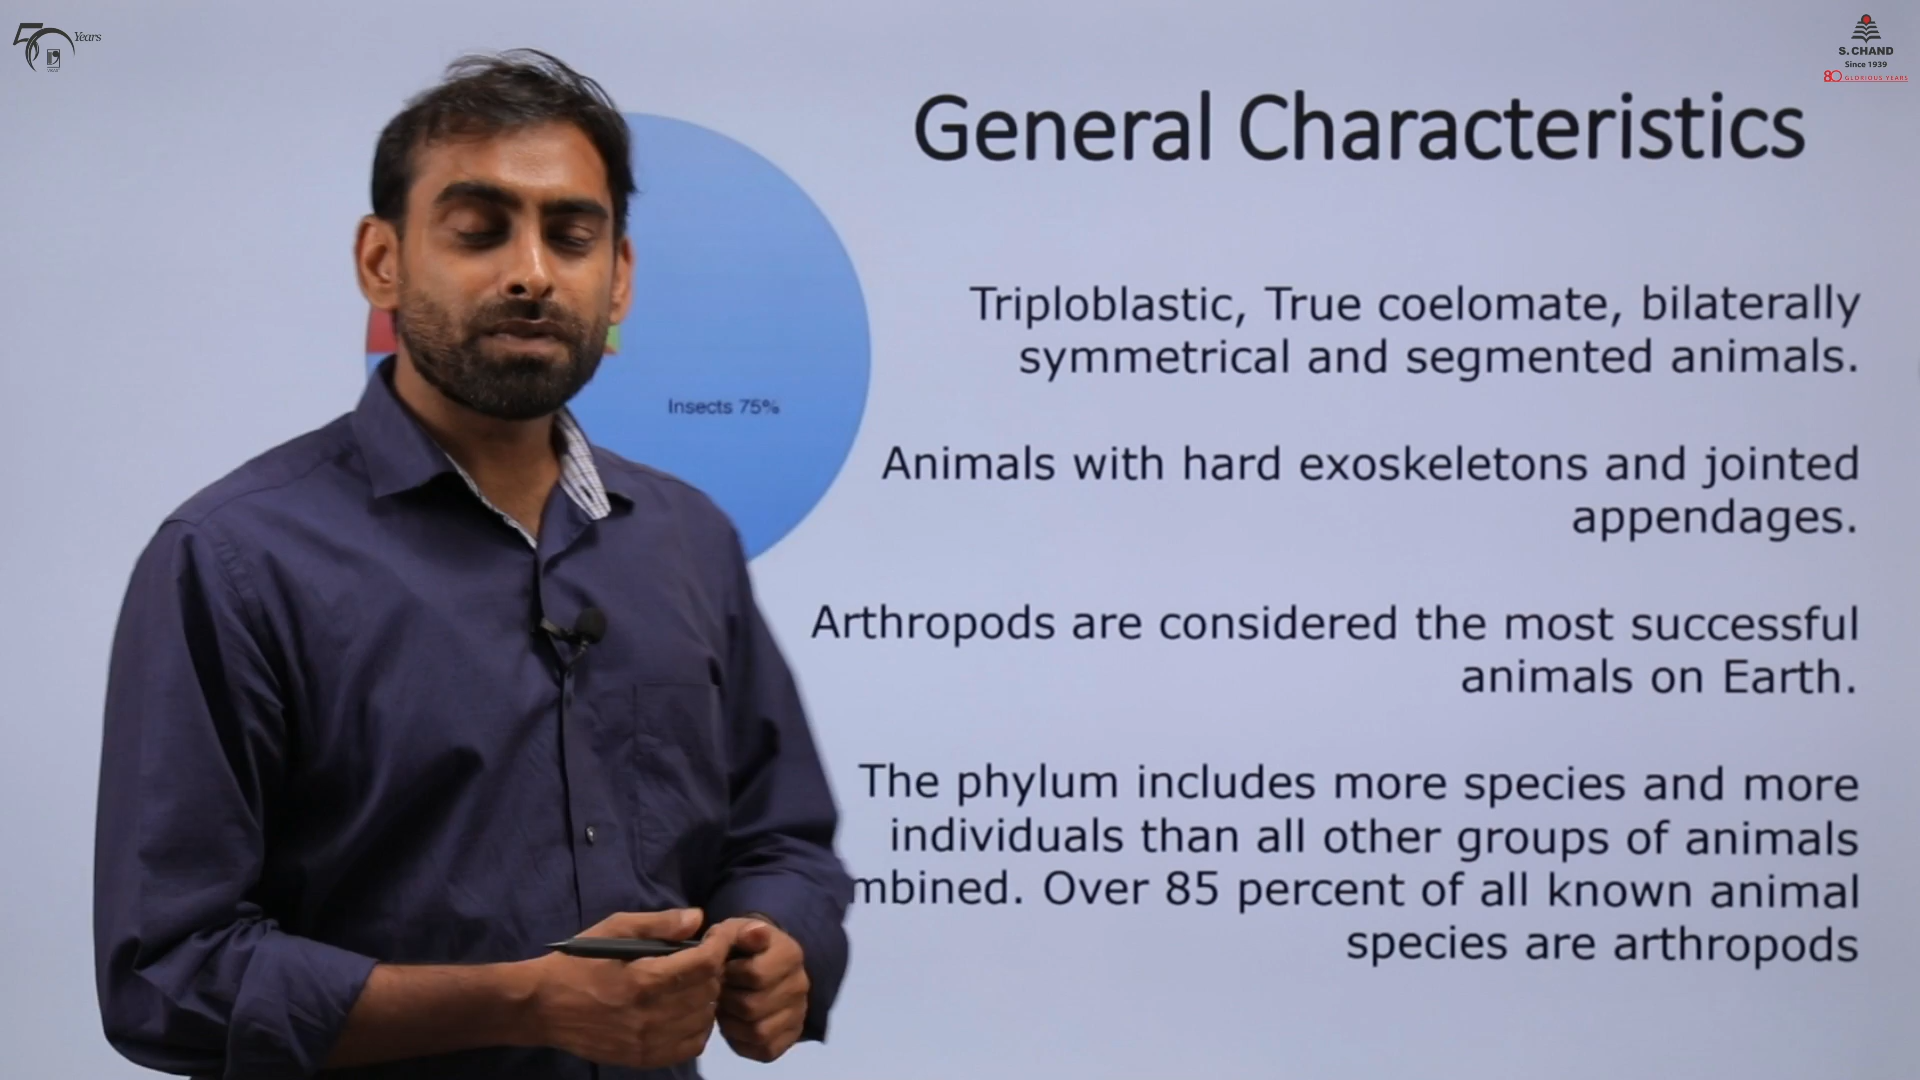 50 Years
S. CHAND
Since 1939
80 GLORIOUS YEARS
General Characteristics
Triploblastic, True coelomate, bilaterally
symmetrical and segmented animals.
Insects 75%
Animals with hard exoskeletons and jointed
appendages.
Arthropods are considered the most successful
animals on Earth.
The phylum includes more species and more
individuals than all other groups of animals
mbined. Over 85 percent of all known animal
species are arthropods